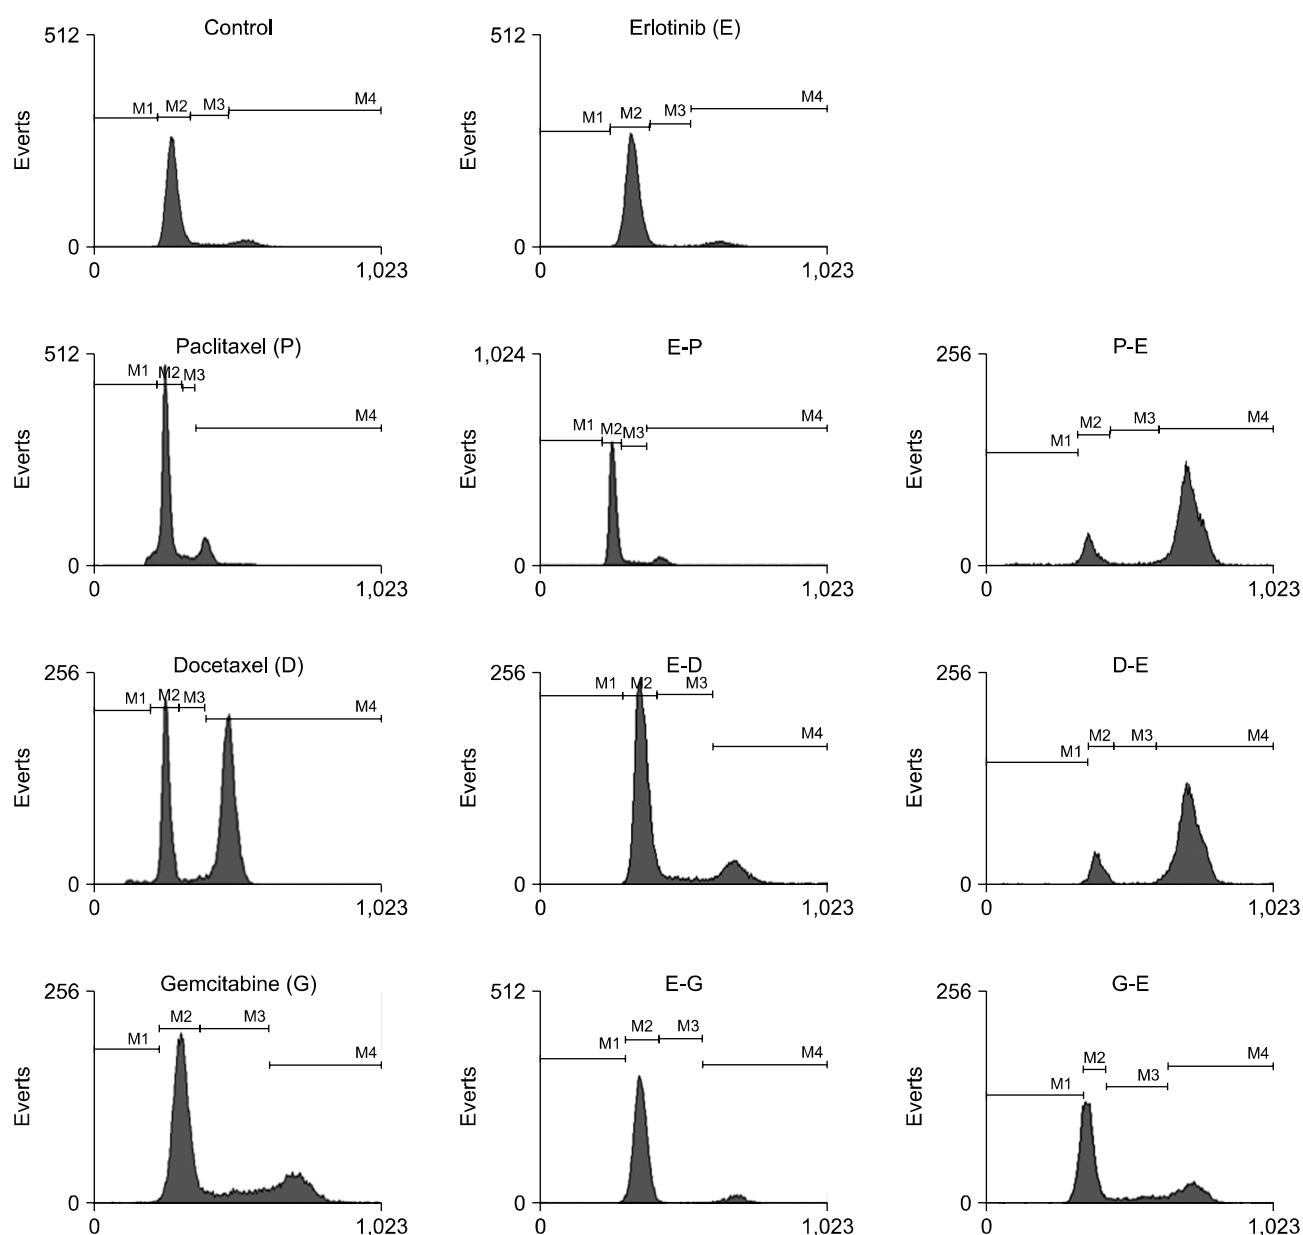 Control
512
M1 M2 M3 M4
Everts
0
0 1,023
Erlotinib (E)
512
M1 M2 M3 M4
Everts
0
0 1,023
Paclitaxel (P)
512
M1 M2 M3
M4
Everts
0
0 1,023
E-P
1,024
M1 M2 M3 M4
Everts
0
0 1,023
P-E
256
M1 M2 M3 M4
Everts
0
0 1,023
Docetaxel (D)
256
M1 M2 M3 M4
Everts
0
0 1,023
E-D
256
M1 M2 M3
M4
Everts
0
0 1,023
D-E
256
M1 M2 M3 M4
Everts
0
0 1,023
Gemcitabine (G)
256
M1 M2 M3
M4
Everts
0
0 1,023
E-G
512
M1 M2 M3
M4
Everts
0
0 1,023
G-E
256
M1 M2 M3 M4
Everts
0
0 1,023